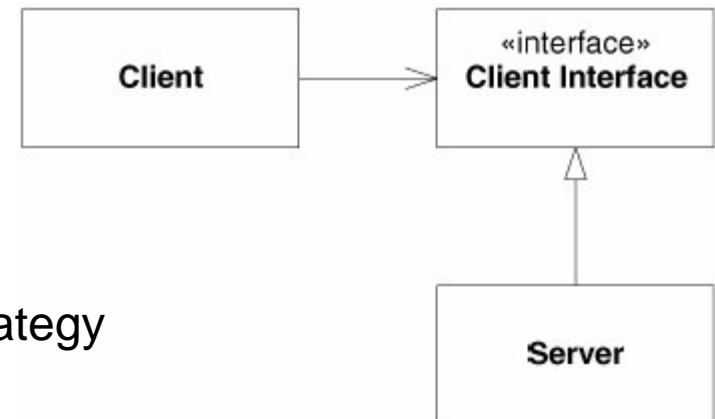 Client
«interface»
Client Interface
ategy
Server